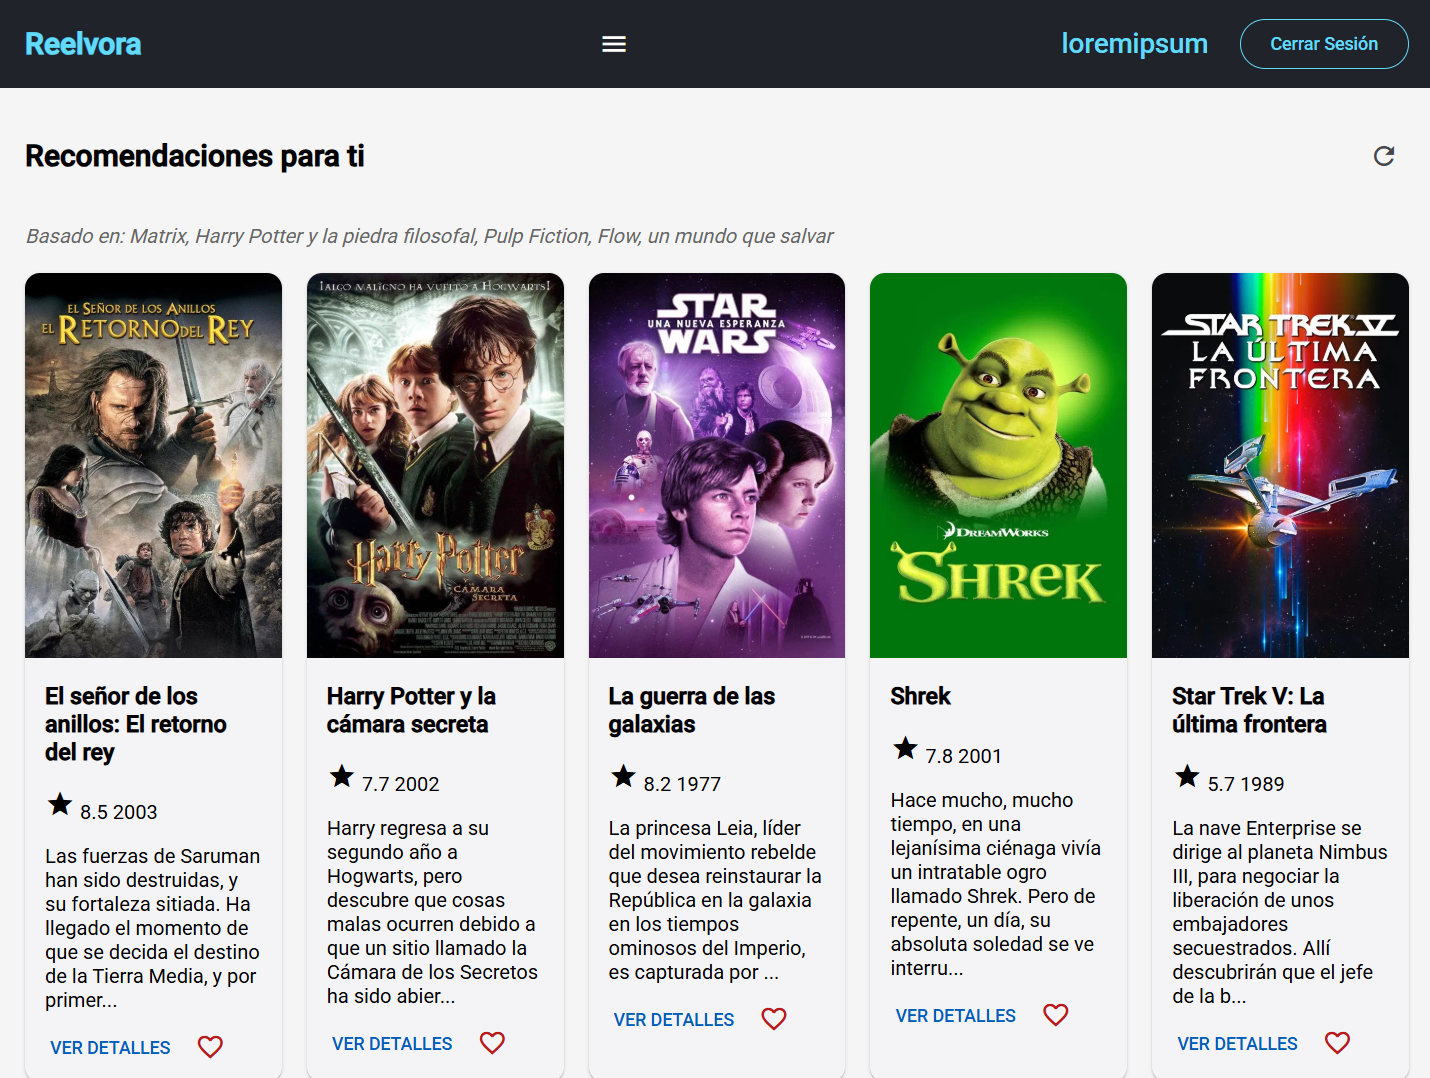 Reelvora
loremipsum
Cerrar Sesión
Recomendaciones para ti
Basado en: Matrix, Harry Potter y la piedra filosofal, Pulp Fiction, Flow, un mundo que salvar
EL SEÑOR DE LOS ANILLOS
EL RETORNO DEL REY
¡ALGO MALIGNO HA VUELTO A HOGWARTS!
Harry Potter
CÁMARA
SECRETA
STAR
UNA NUEVA ESPERANZA
WARS
DREAMWORKS
SHREK
STAR TREK V
LA ÚLTIMA
FRONTERA
El señor de los
anillos: El retorno
del rey
8.5 2003
Las fuerzas de Saruman
han sido destruidas, y
su fortaleza sitiada. Ha
llegado el momento de
que se decida el destino
de la Tierra Media, y por
primer...
VER DETALLES
Harry Potter y la
cámara secreta
7.7 2002
Harry regresa a su
segundo año a
Hogwarts, pero
descubre que cosas
malas ocurren debido a
que un sitio llamado la
Cámara de los Secretos
ha sido abier...
VER DETALLES
La guerra de las
galaxias
8.2 1977
La princesa Leia, líder
del movimiento rebelde
que desea reinstaurar la
República en la galaxia
en los tiempos
ominosos del Imperio,
es capturada por ...
VER DETALLES
Shrek
7.8 2001
Hace mucho, mucho
tiempo, en una
lejanísima ciénaga vivía
un intratable ogro
llamado Shrek. Pero de
repente, un día, su
absoluta soledad se ve
interru...
VER DETALLES
Star Trek V: La
última frontera
5.7 1989
La nave Enterprise se
dirige al planeta Nimbus
III, para negociar la
liberación de unos
embajadores
secuestrados. Allí
descubrirán que el jefe
de la b...
VER DETALLES